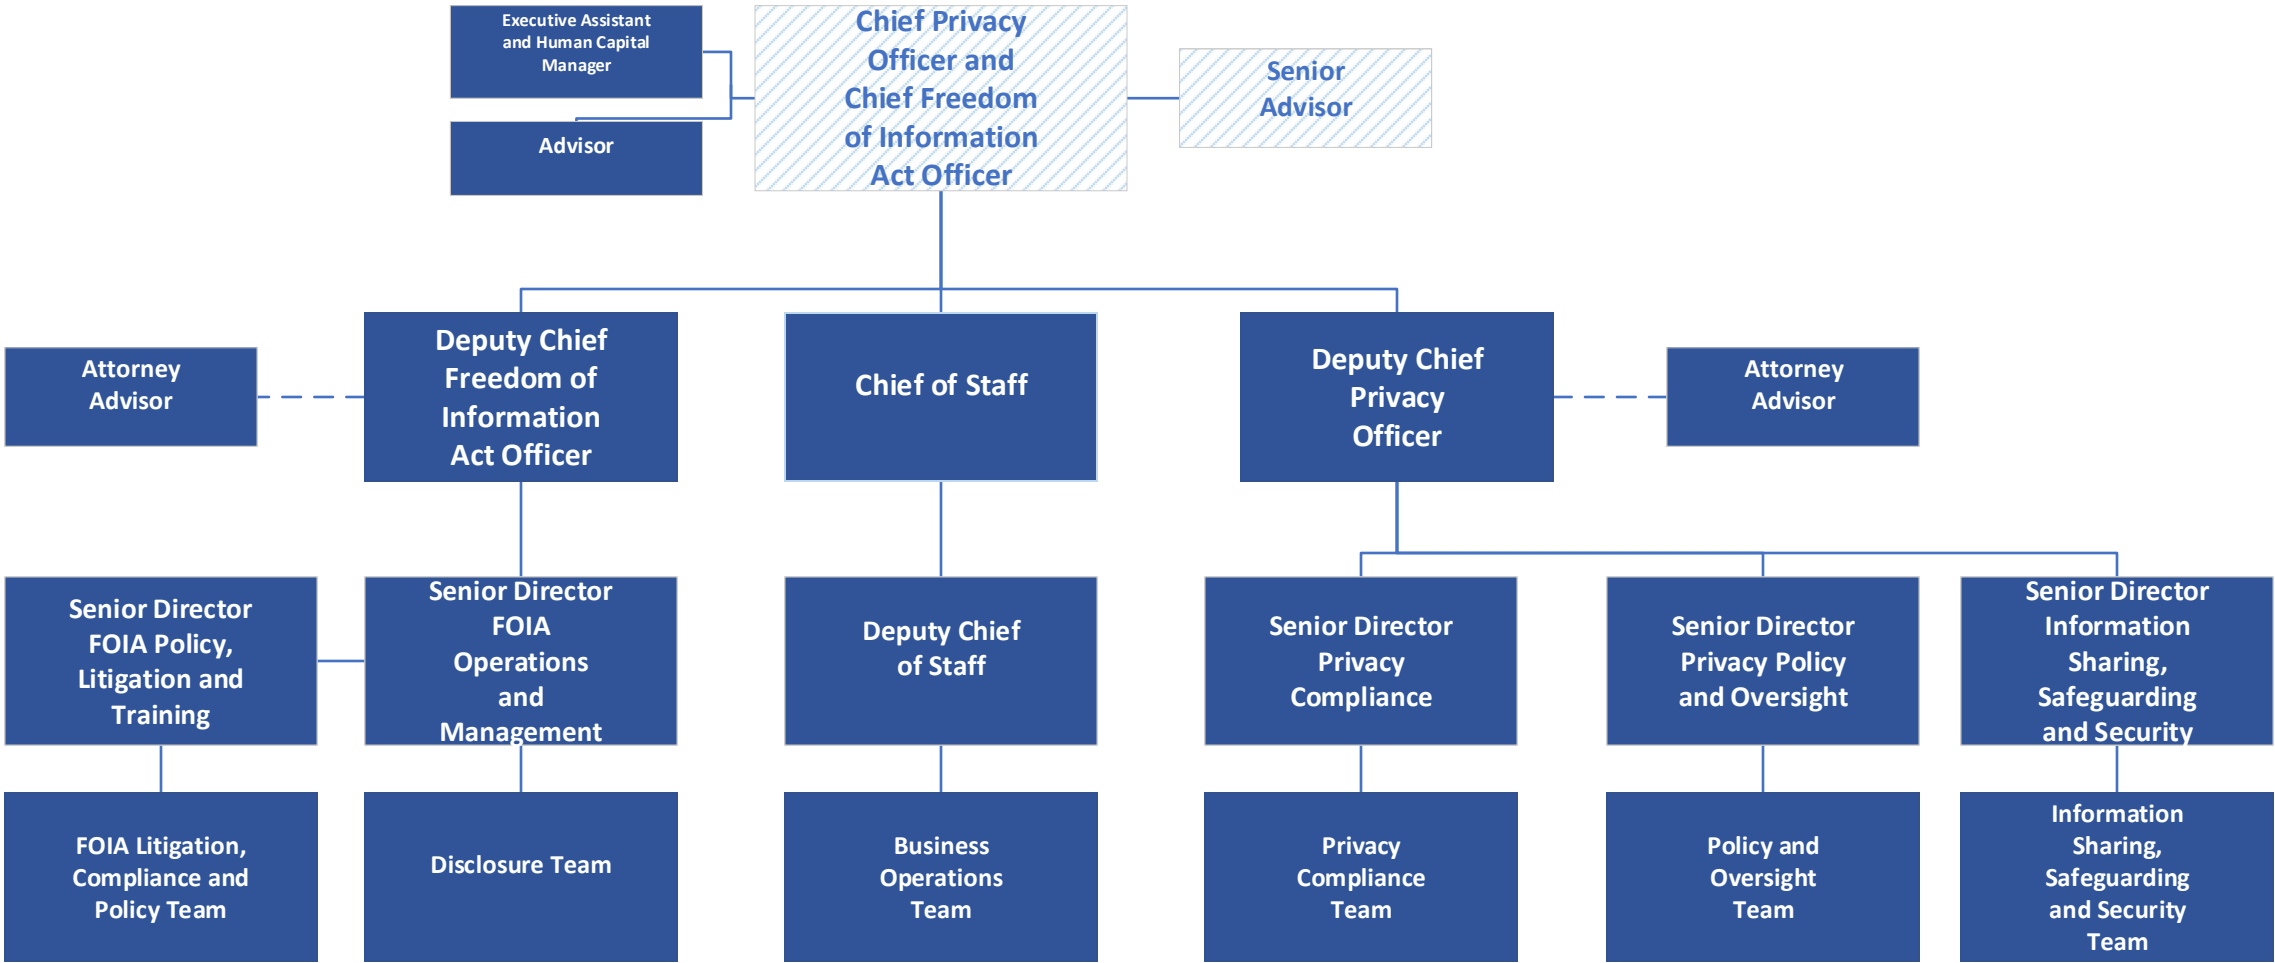 Executive Assistant
and Human Capital
Manager
Advisor
Chief Privacy
Officer and
Chief Freedom
of Information
Act Officer
Senior
Advisor
Attorney
Advisor
Deputy Chief
Freedom of
Information
Act Officer
Chief of Staff
Deputy Chief
Privacy
Officer
Attorney
Advisor
Senior Director
FOIA Policy,
Litigation and
Training
Senior Director
FOIA
Operations
and
Management
Deputy Chief
of Staff
Senior Director
Privacy
Compliance
Senior Director
Privacy Policy
and Oversight
Senior Director
Information
Sharing,
Safeguarding
and Security
FOIA Litigation,
Compliance and
Policy Team
Disclosure Team
Business
Operations
Team
Privacy
Compliance
Team
Policy and
Oversight
Team
Information
Sharing,
Safeguarding
and Security
Team